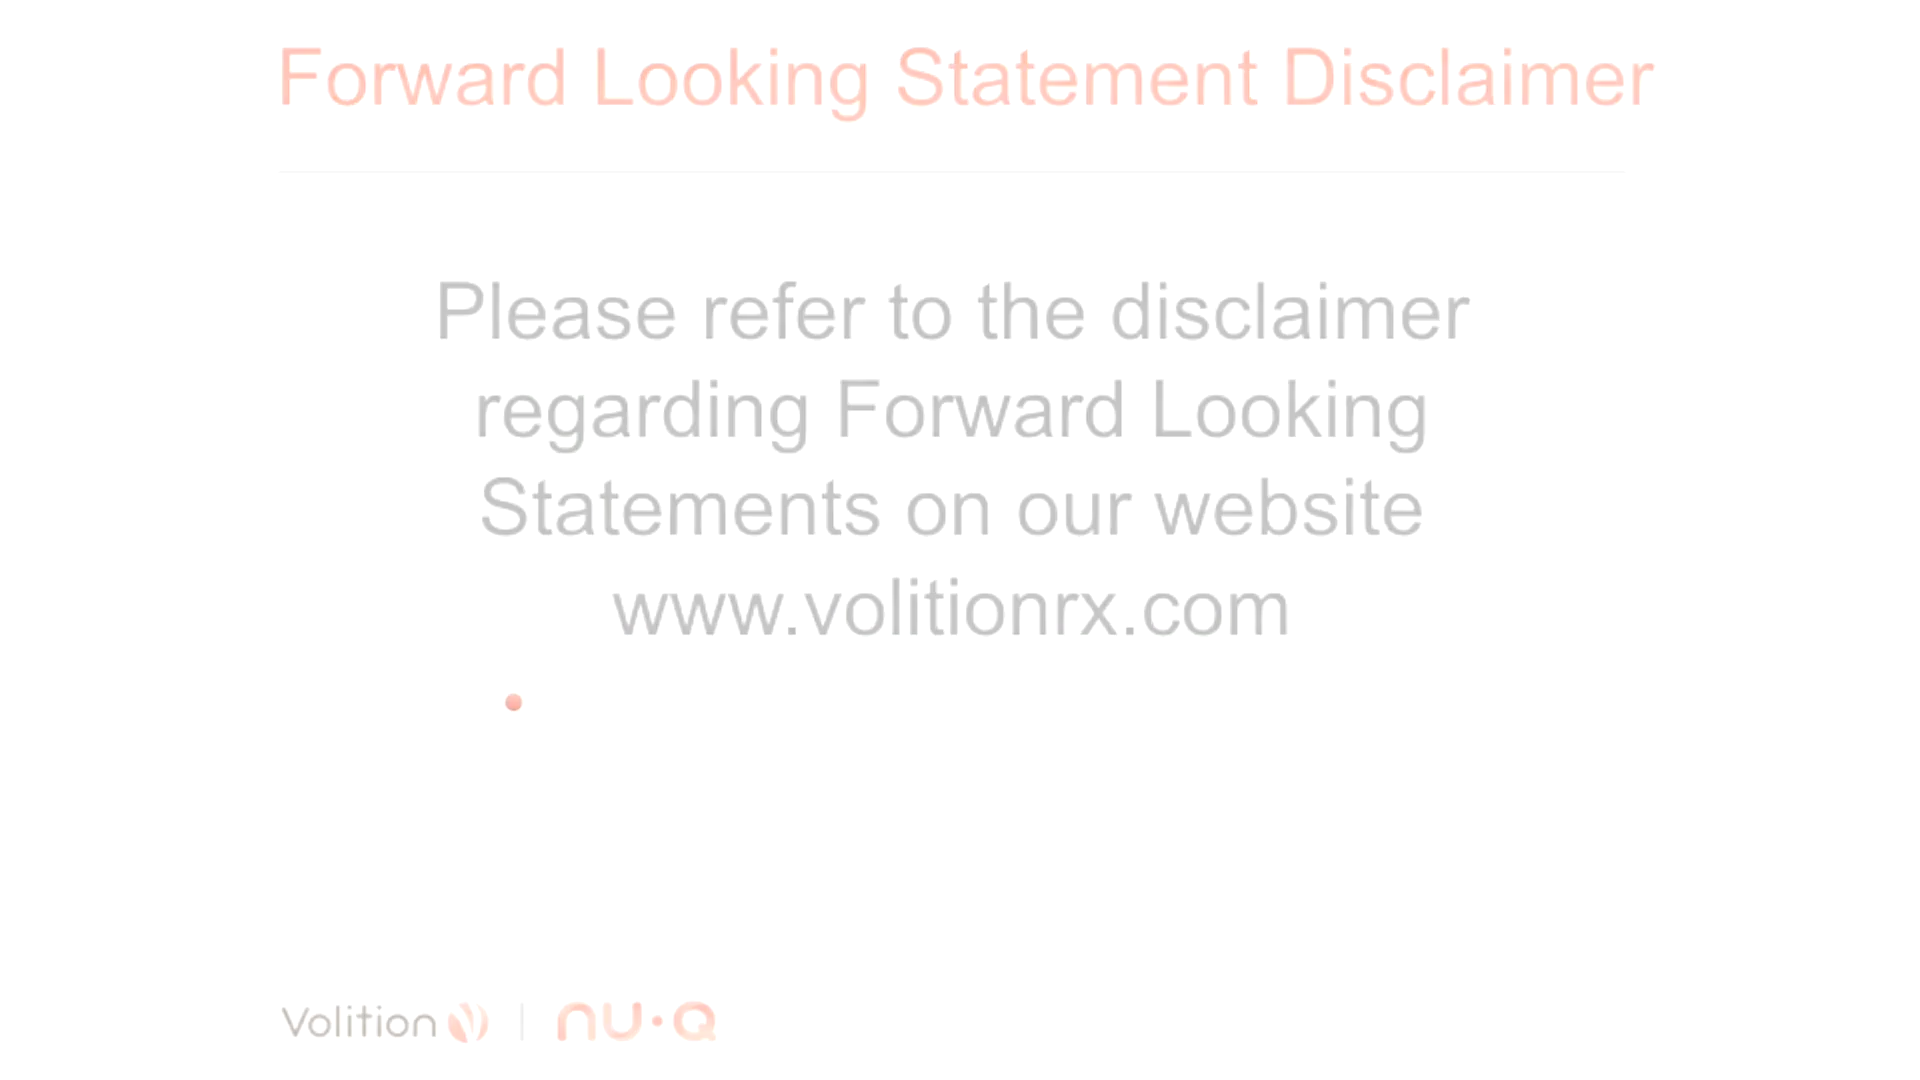 Forward Looking Statement Disclaimer
Please refer to the disclaimer
regarding Forward Looking
Statements on our website
www.volitionrx.com
Volition | nu•Q